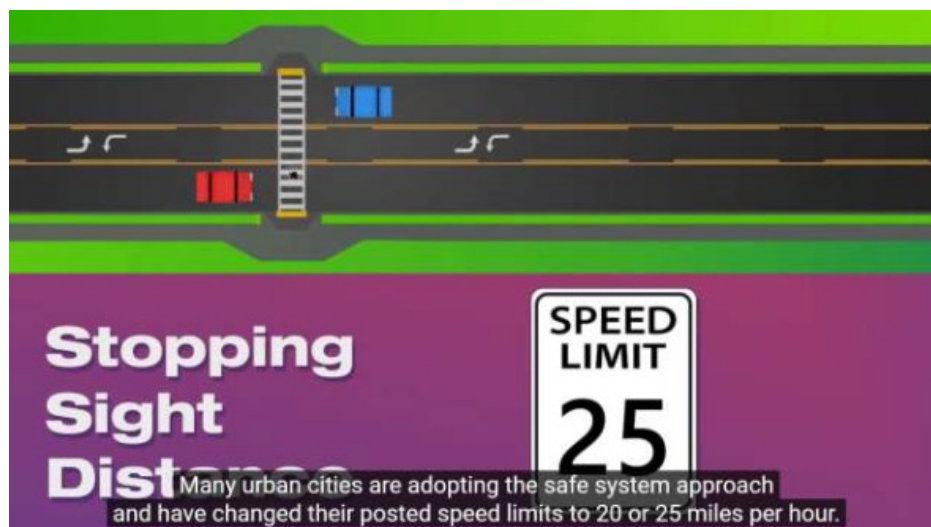 Stopping
Sight
Distance
SPEED
LIMIT
25
Many urban cities are adopting the safe system approach
and have changed their posted speed limits to 20 or 25 miles per hour.